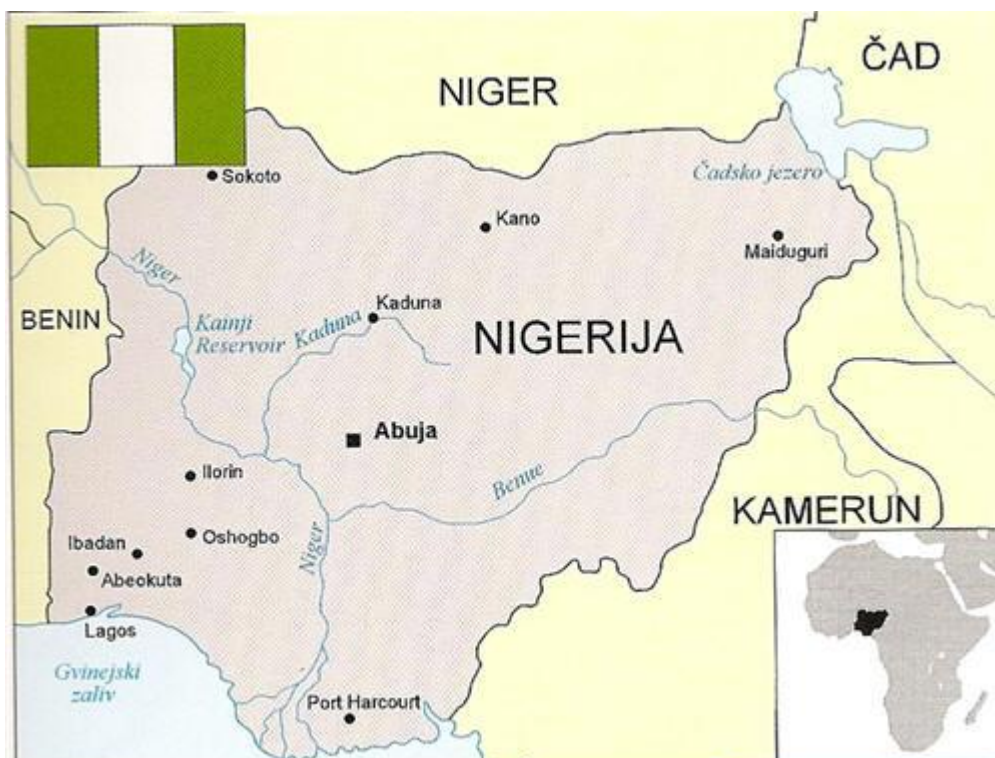 NIGER
ČAD
Sokoto
Čadsko jezero
Kano
Maiduguri
Niger
BENIN
Kainji
Reservoir
Kaduna
Kaduna
NIGERIJA
Abuja
Benue
Ilorin
KAMERUN
Niger
Oshogbo
Ibadan
Abeokuta
Lagos
Gvinejski
zaliv
Port Harcourt